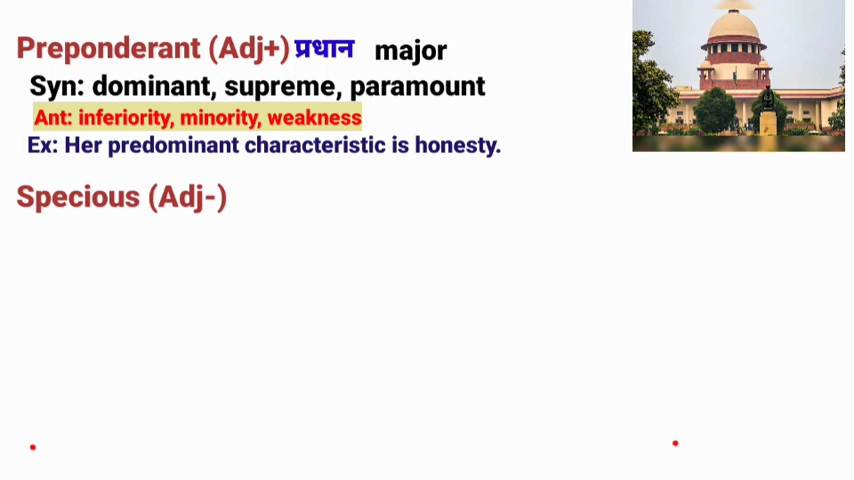 Preponderant (Adj+) प्रधान major
Syn: dominant, supreme, paramount
Ant: inferiority, minority, weakness
Ex: Her predominant characteristic is honesty.
Specious (Adj-)